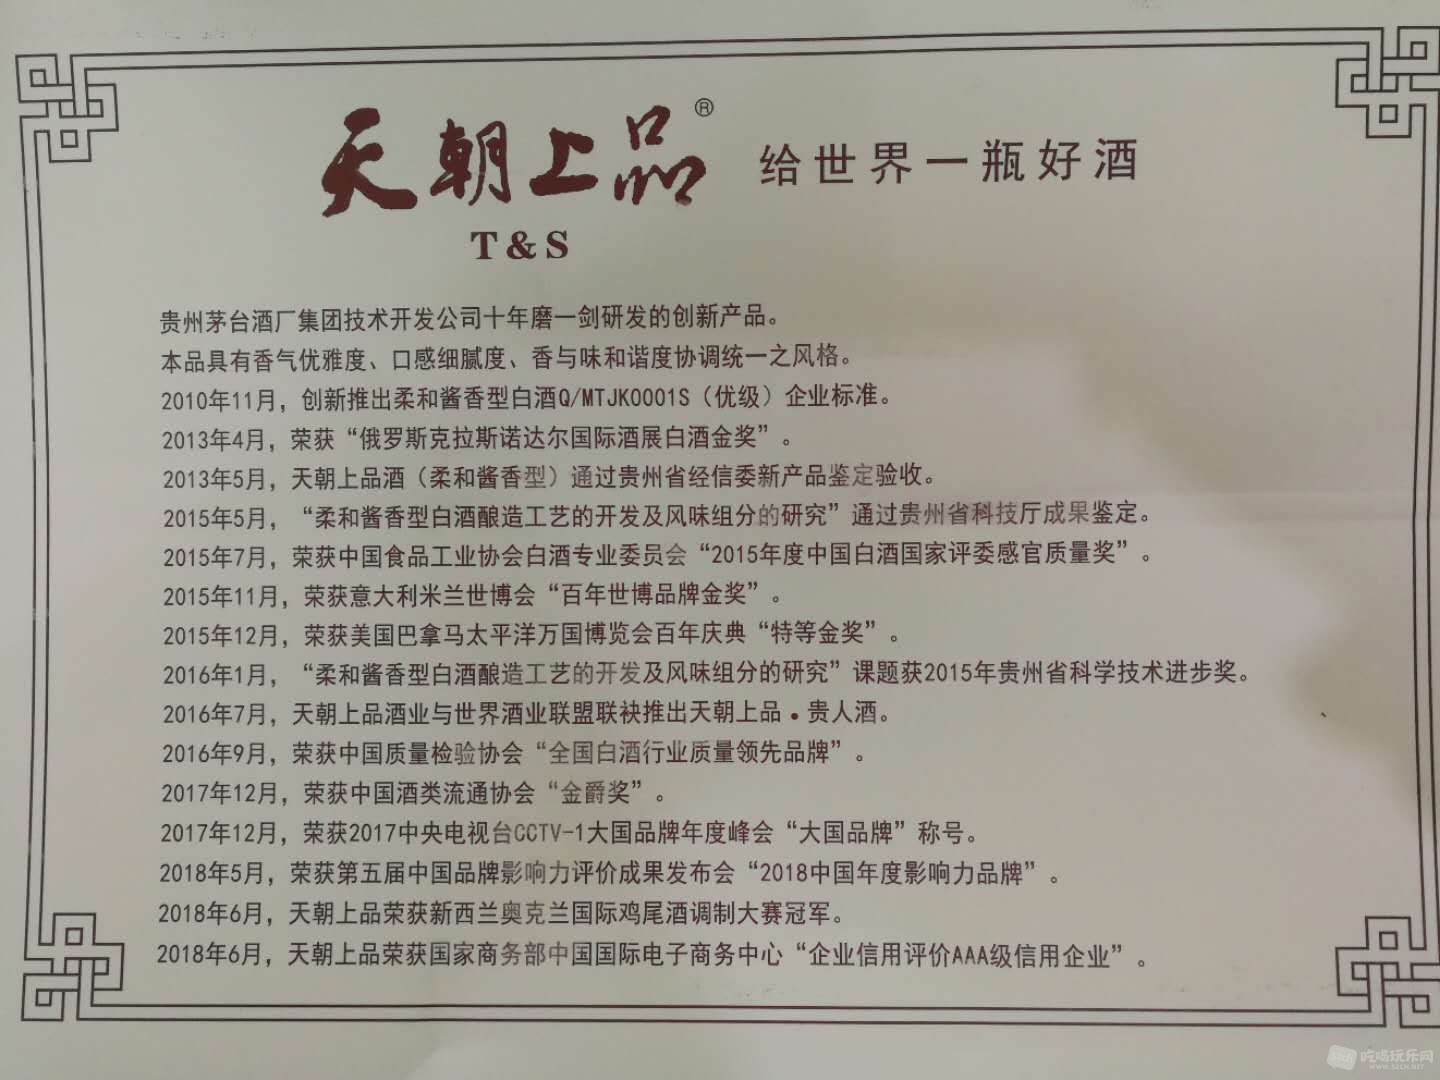 天朝上品® 给世界一瓶好酒
T&S
贵州茅台酒厂集团技术开发公司十年磨一剑研发的创新产品。
本品具有香气优雅度、口感细腻度、香与味和谐度协调统一之风格。
2010年11月，创新推出柔和酱香型白酒Q/MTJK0001S（优级）企业标准。
2013年4月，荣获“俄罗斯克拉斯诺达尔国际酒展白酒金奖”。
2013年5月，天朝上品酒（柔和酱香型）通过贵州省经信委新产品鉴定验收。
2015年5月，“柔和酱香型白酒酿造工艺的开发及风味组分的研究”通过贵州省科技厅成果鉴定。
2015年7月，荣获中国食品工业协会白酒专业委员会“2015年度中国白酒国家评委感官质量奖”。
2015年11月，荣获意大利米兰世博会“百年世博品牌金奖”。
2015年12月，荣获美国巴拿马太平洋万国博览会百年庆典“特等金奖”。
2016年1月，“柔和酱香型白酒酿造工艺的开发及风味组分的研究”课题获2015年贵州省科学技术进步奖。
2016年7月，天朝上品酒业与世界酒业联盟联袂推出天朝上品•贵人酒。
2016年9月，荣获中国质量检验协会“全国白酒行业质量领先品牌”。
2017年12月，荣获中国酒类流通协会“金爵奖”。
2017年12月，荣获2017中央电视台CCTV-1大国品牌年度峰会“大国品牌”称号。
2018年5月，荣获第五届中国品牌影响力评价成果发布会“2018中国年度影响力品牌”。
2018年6月，天朝上品荣获新西兰奥克兰国际鸡尾酒调制大赛冠军。
2018年6月，天朝上品荣获国家商务部中国国际电子商务中心“企业信用评价AAA级信用企业”。
吃喝玩乐网
WWW.SZCH.NET